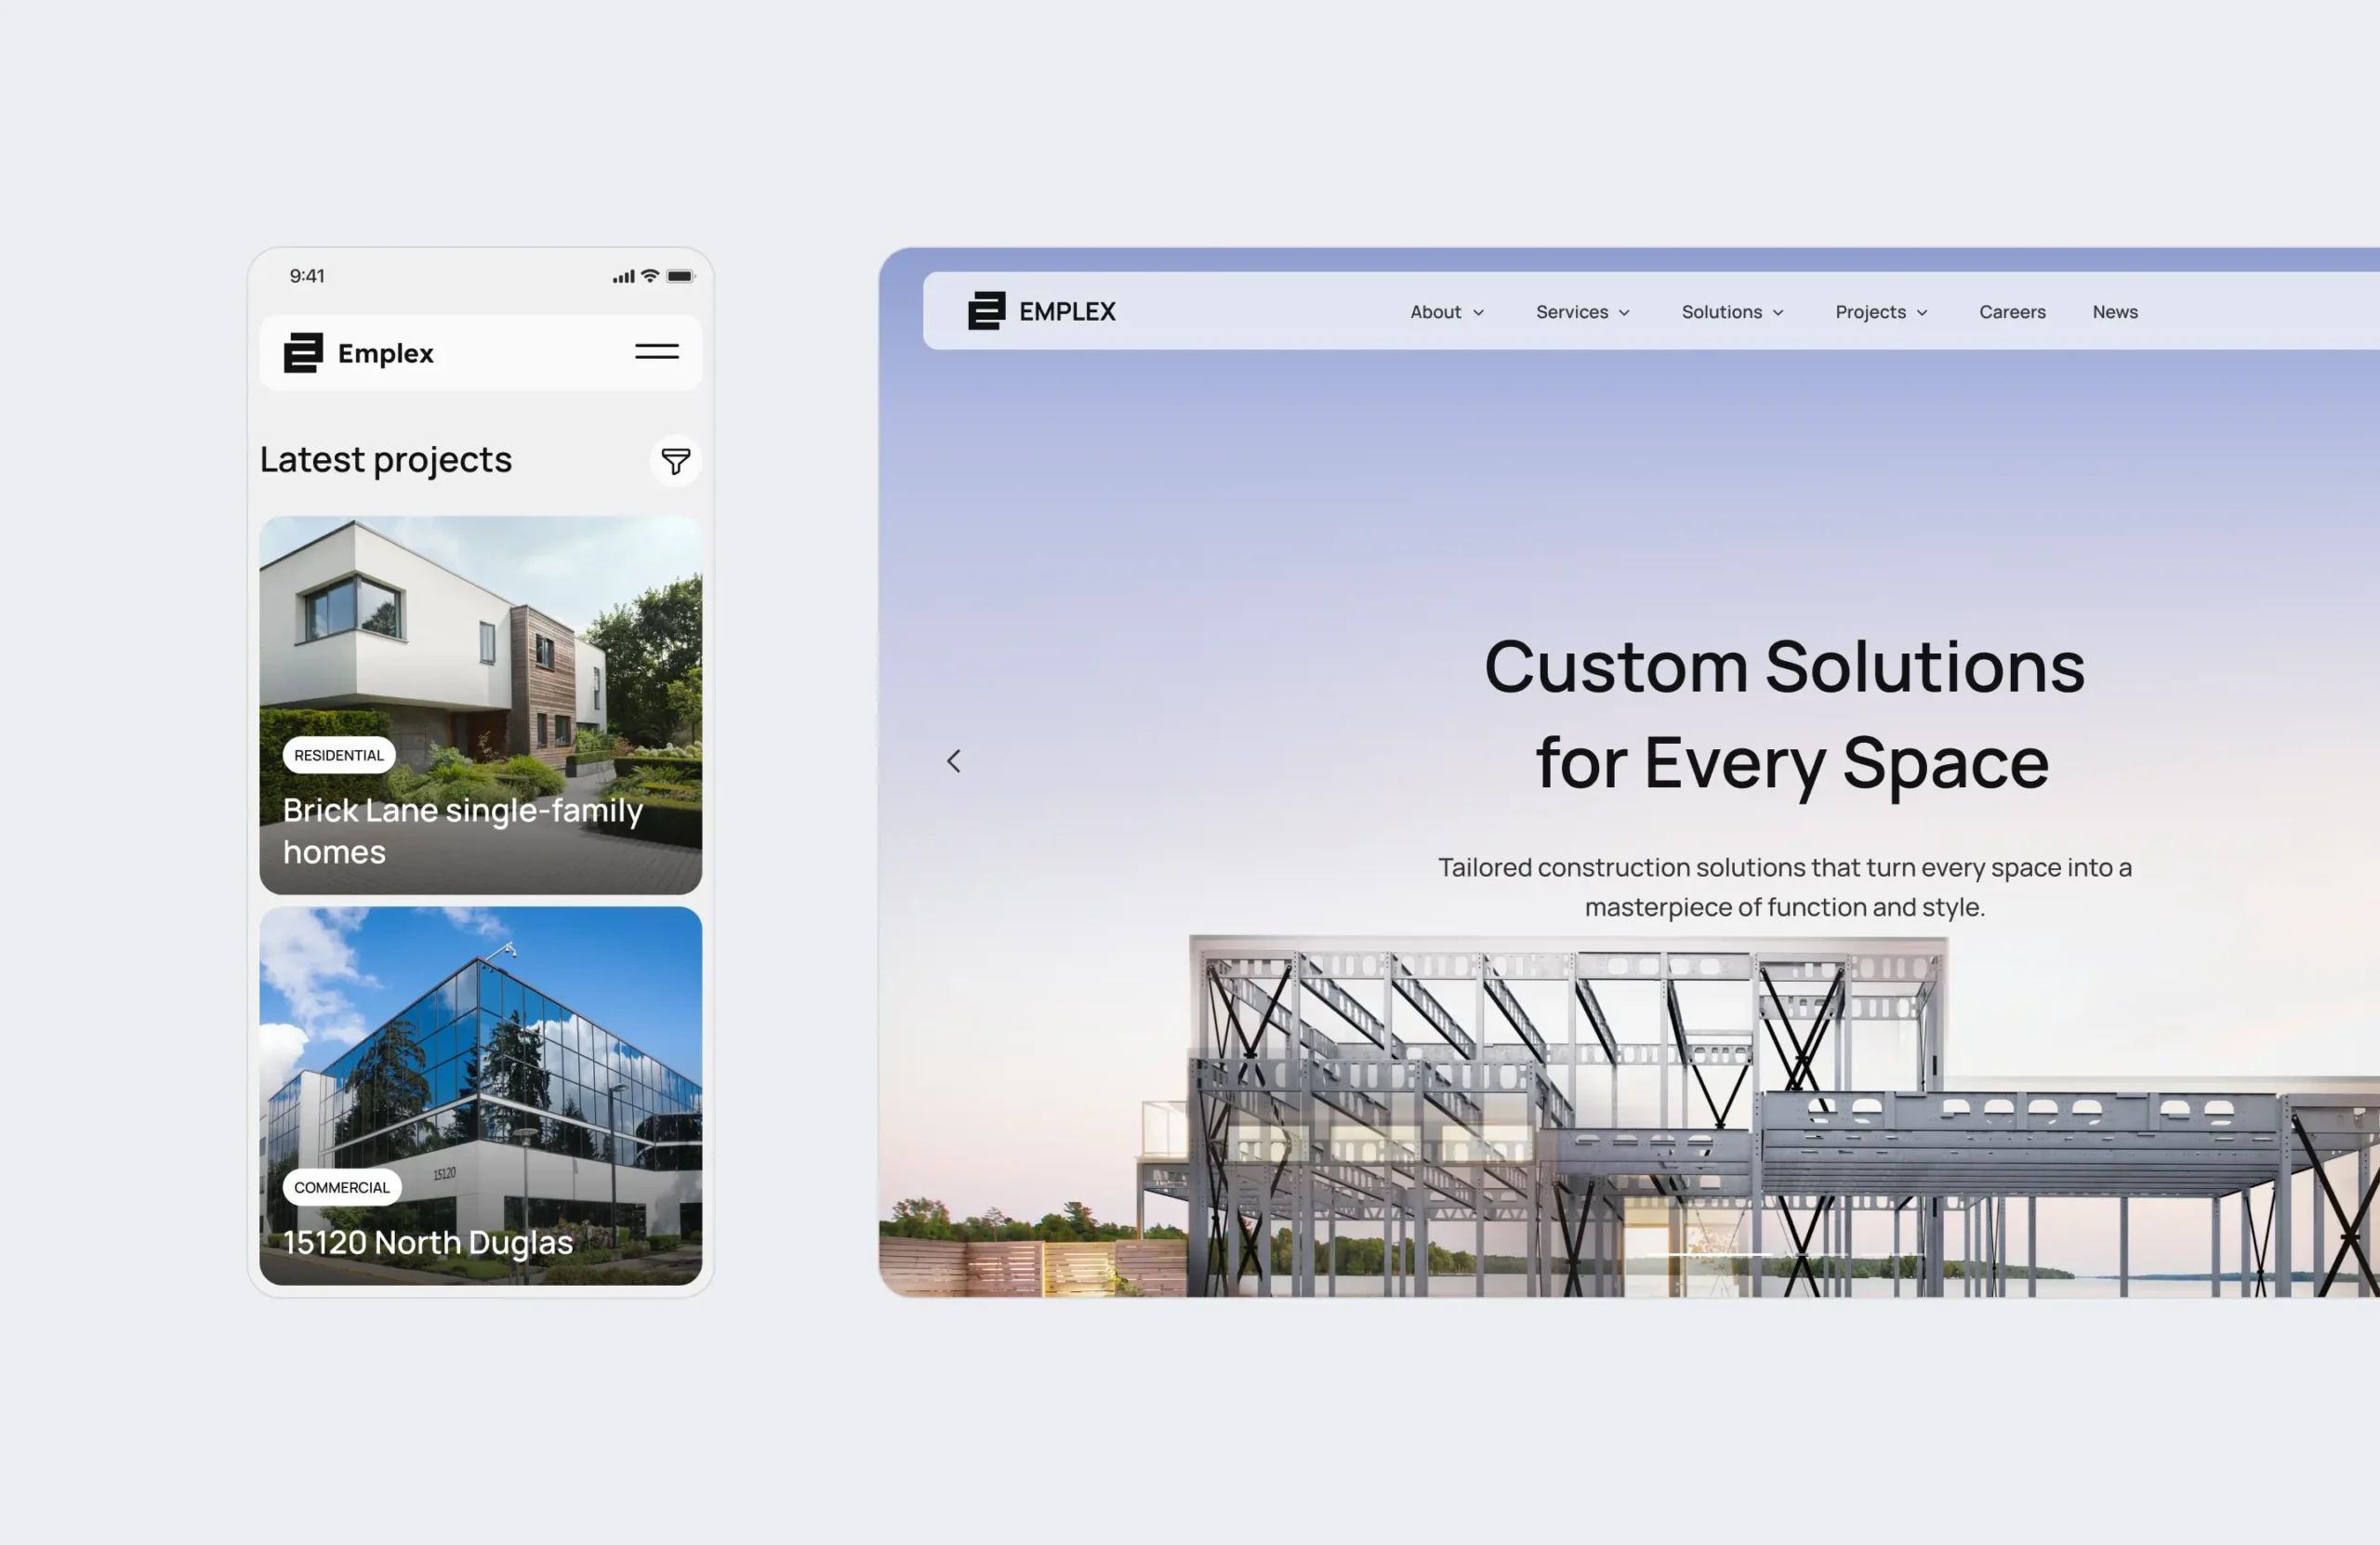 9:41
Emplex
Latest projects
RESIDENTIAL
Brick Lane single-family
homes
15120
COMMERCIAL
15120 North Duglas
EMPLEX
About
Services
Solutions
Projects
Careers
News
Custom Solutions
for Every Space
Tailored construction solutions that turn every space into a
masterpiece of function and style.